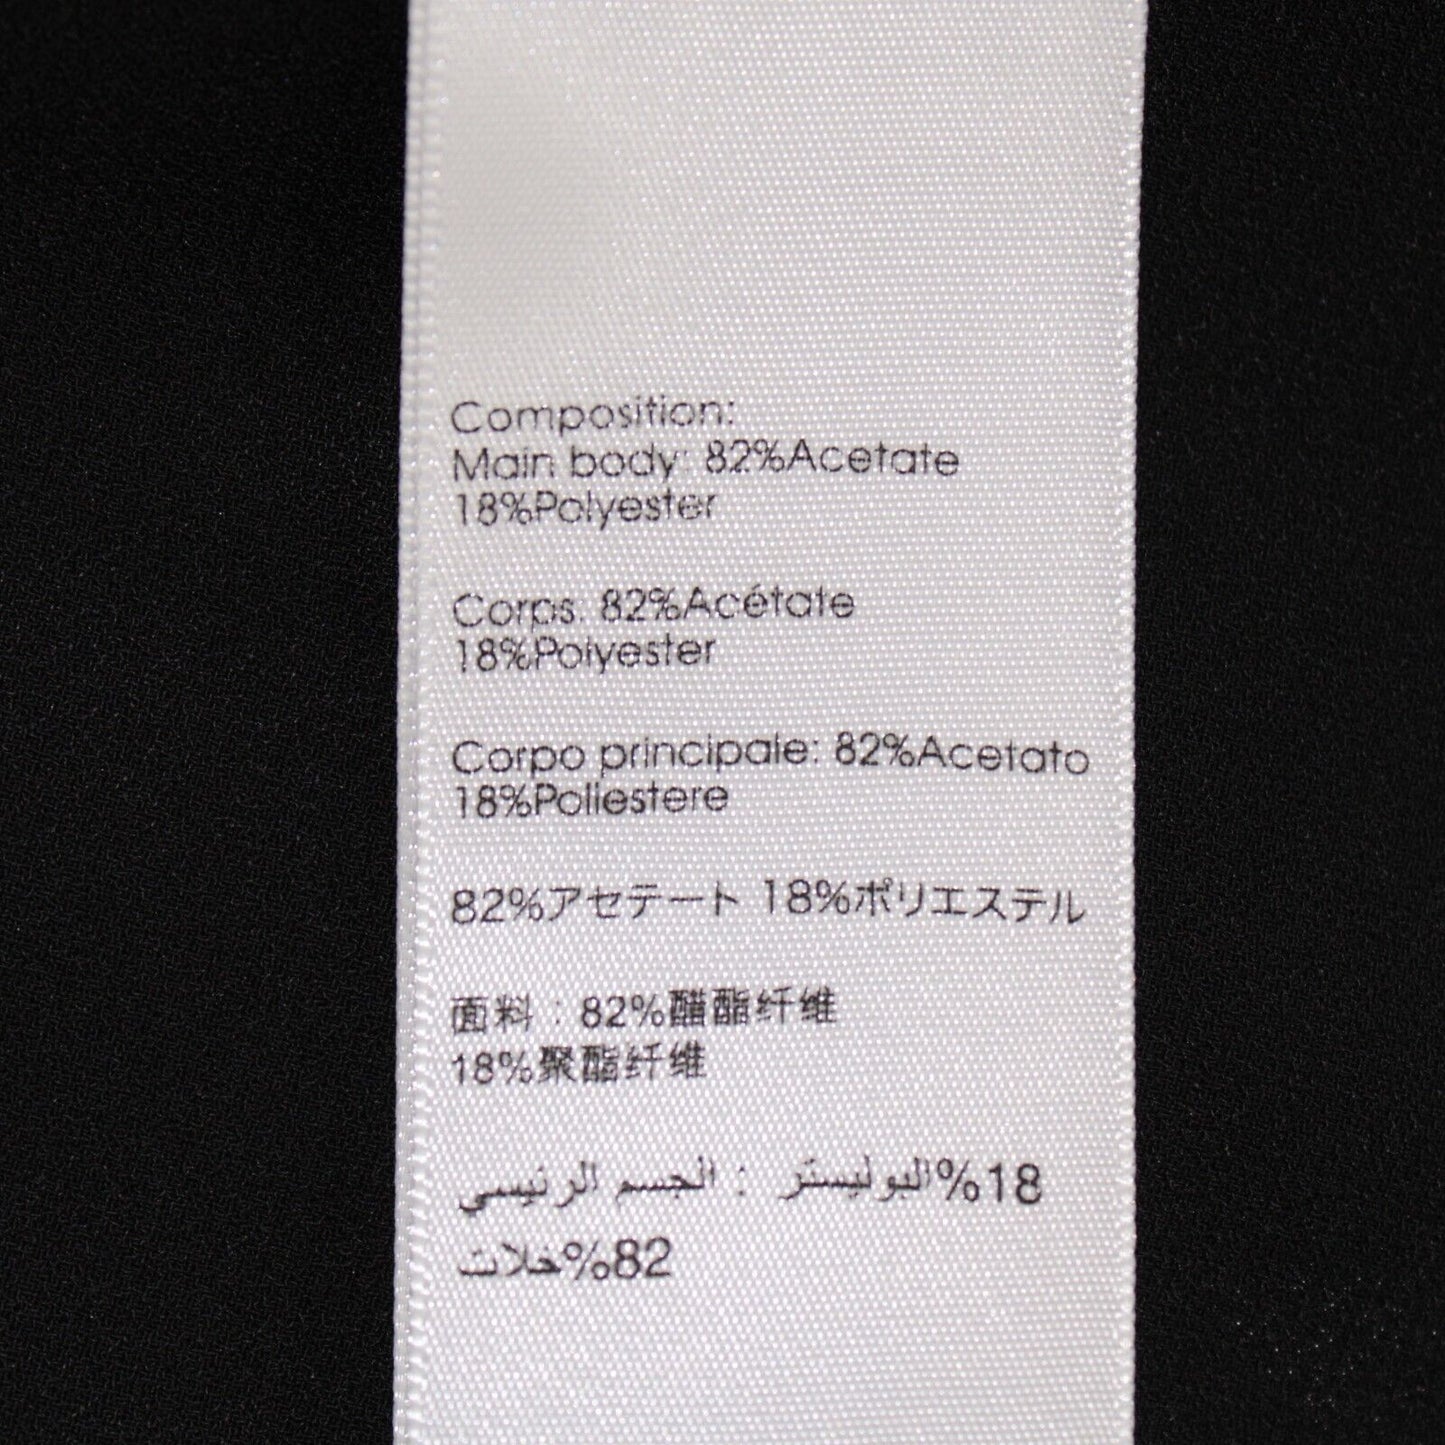 Composition:
Main body: 82%Acetate
18%Polyester
Corps: 82%Acétate
18%Polyester
Corpo principale: 82%Acetato
18%Poliestere
82%アセテート 18%ポリエステル
面料：82%醋酯纤维
18%聚酯纤维
18%البوليستر : الجسم الرئيسي
82%خلات